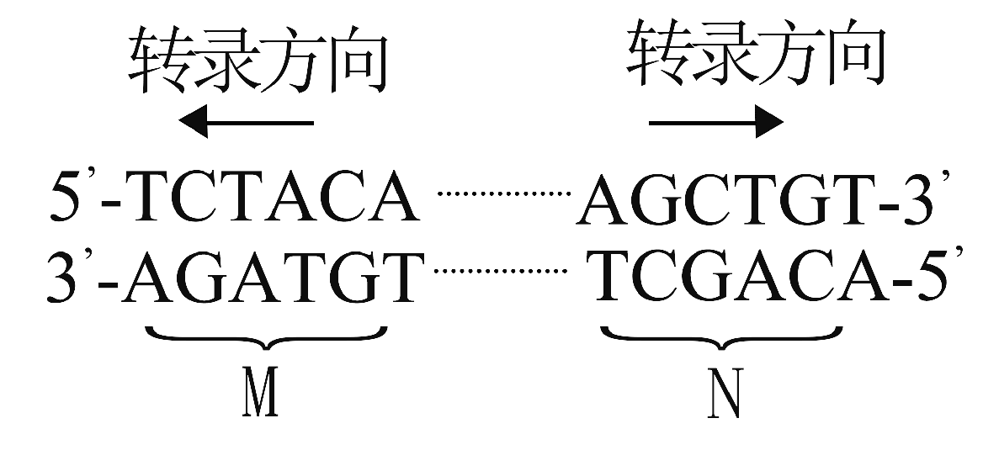 转录方向 转录方向
5’-TCTACA ............... AGCTGT-3’
3’-AGATGT ............... TCGACA-5’
M N